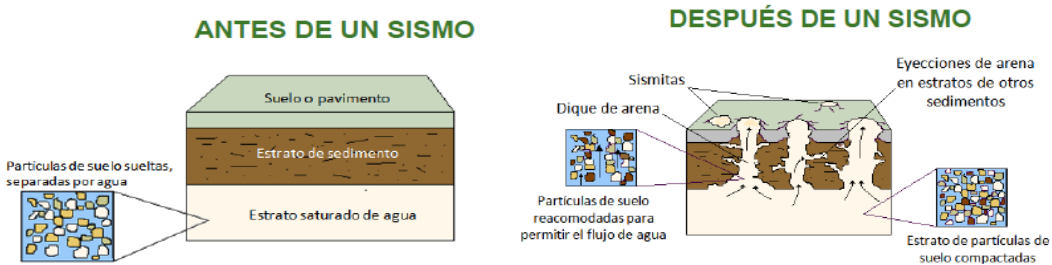 ANTES DE UN SISMO
Suelo o pavimento
Estrato de sedimento
Partículas de suelo sueltas,
separadas por agua
Estrato saturado de agua
DESPUÉS DE UN SISMO
Sismitas
Eyecciones de arena
en estratos de otros
sedimentos
Dique de arena
Partículas de suelo
reacomodadas para
permitir el flujo de agua
Estrato de partículas de
suelo compactadas